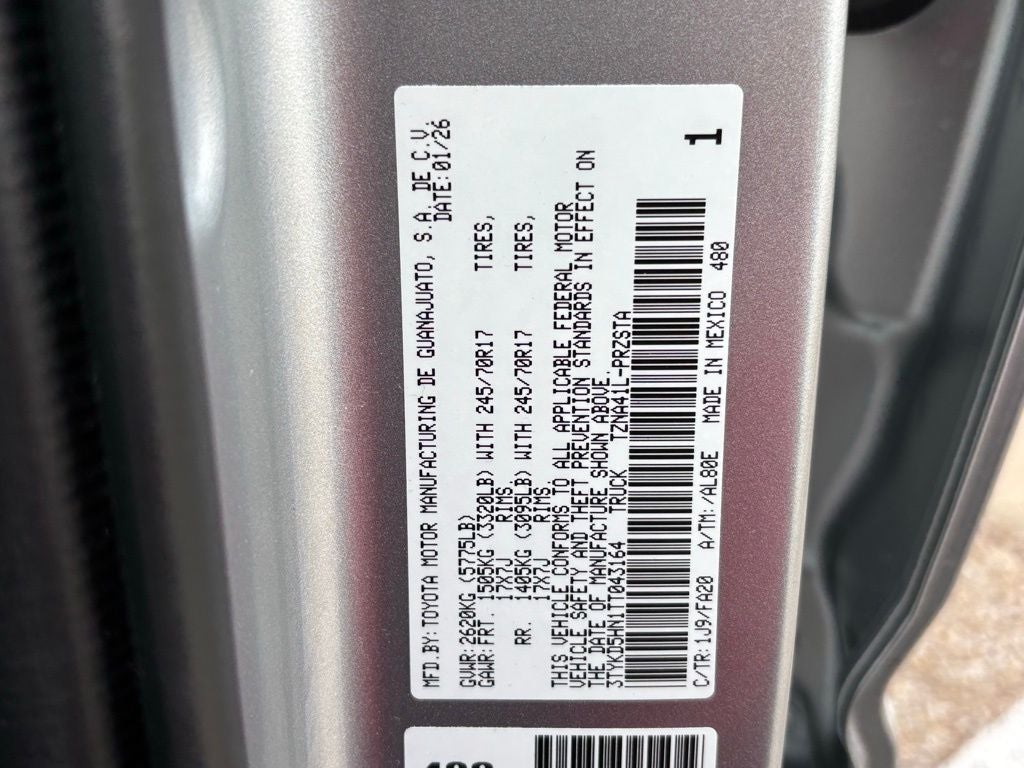 MFD.BY: TOYOTA MOTOR MANUFACTURING DE GUANAJUATO, S.A. DE C.V.
DATE: 01/26
GVWR: 2620KG (5775LB)
GAWR: FRT. 1505KG (3320LB) WITH 245/70R17 TIRES,
17X7J RIMS
RR. 1405KG (3095LB) WITH 245/70R17 TIRES,
17X7J RIMS.
THIS VEHICLE CONFORMS TO ALL APPLICABLE FEDERAL MOTOR
VEHICLE SAFETY AND THEFT PREVENTION STANDARDS IN EFFECT ON
THE DATE OF MANUFACTURE SHOWN ABOVE.
3TYKD5HN1TT043164 TRUCK TZNA41L-PRZSTA
C/TR: 1J9/FA20 A/TM: /AL80E MADE IN MEXICO 480
1